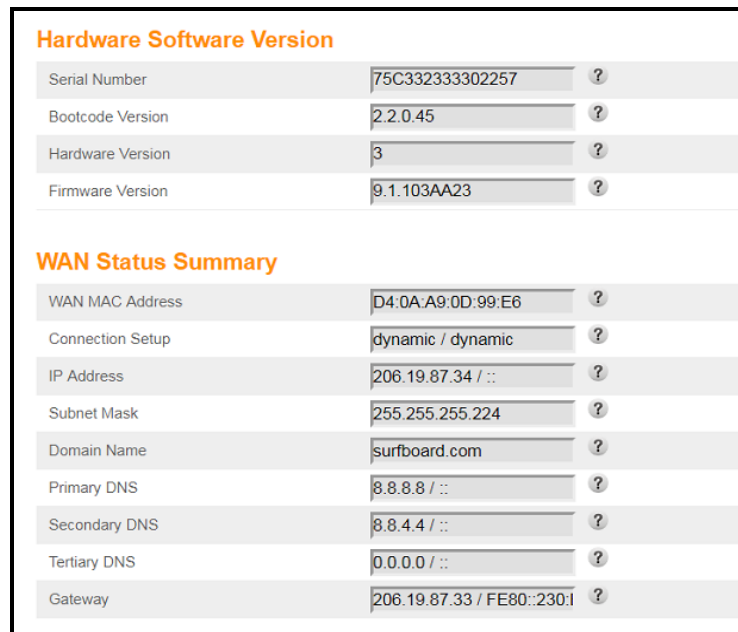 Hardware Software Version
Serial Number 75C332333302257 ?
Bootcode Version 2.2.0.45 ?
Hardware Version 3 ?
Firmware Version 9.1.103AA23 ?
WAN Status Summary
WAN MAC Address D4:0A:A9:0D:99:E6 ?
Connection Setup dynamic / dynamic ?
IP Address 206.19.87.34 / :: ?
Subnet Mask 255.255.255.224 ?
Domain Name surfboard.com ?
Primary DNS 8.8.8.8 / :: ?
Secondary DNS 8.8.4.4 / :: ?
Tertiary DNS 0.0.0.0 / :: ?
Gateway 206.19.87.33 / FE80::230: ?